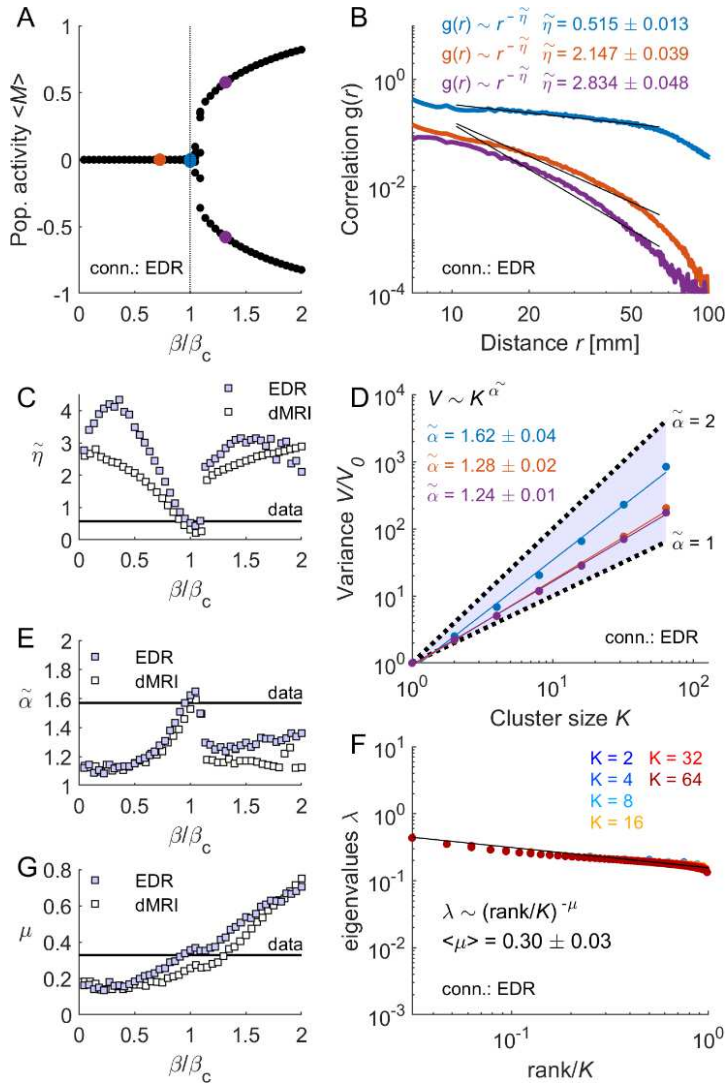 A
Pop. activity <M>
1
0.5
0
-0.5
-1
conn.: EDR
0 0.5 1 1.5 2
β/βc
B
g(r) ~ r^-η̃ η̃ = 0.515 ± 0.013
g(r) ~ r^-η̃ η̃ = 2.147 ± 0.039
g(r) ~ r^-η̃ η̃ = 2.834 ± 0.048
Correlation g(r)
10^0
10^-2
10^-4
conn.: EDR
10 50 100
Distance r [mm]
C
EDR
dMRI
η̃
4
3
2
1
0
data
0 0.5 1 1.5 2
β/βc
D
V ~ K^α̃
α̃ = 1.62 ± 0.04
α̃ = 1.28 ± 0.02
α̃ = 1.24 ± 0.01
α̃ = 2
α̃ = 1
Variance V/V0
10^4
10^3
10^2
10^1
10^0
conn.: EDR
10^0 10^1 10^2
Cluster size K
E
EDR
dMRI
α̃
2
1.8
1.6
1.4
1.2
1
data
0 0.5 1 1.5 2
β/βc
F
K = 2 K = 32
K = 4 K = 64
K = 8
K = 16
eigenvalues λ
10^1
10^0
10^-1
10^-2
10^-3
λ ~ (rank/K)^-μ
<μ> = 0.30 ± 0.03
conn.: EDR
10^-1 10^0
rank/K
G
EDR
dMRI
μ
0.8
0.6
0.4
0.2
0
data
0 0.5 1 1.5 2
β/βc